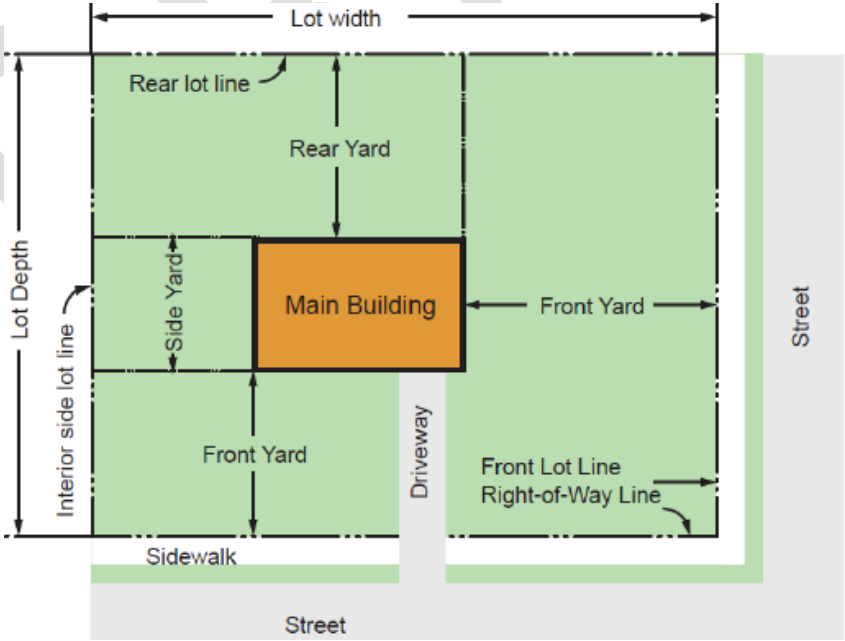 Lot width
Rear lot line
Rear Yard
Lot Depth
Side Yard
Main Building
Front Yard
Street
Interior side lot line
Front Yard
Driveway
Front Lot Line
Right-of-Way Line
Sidewalk
Street